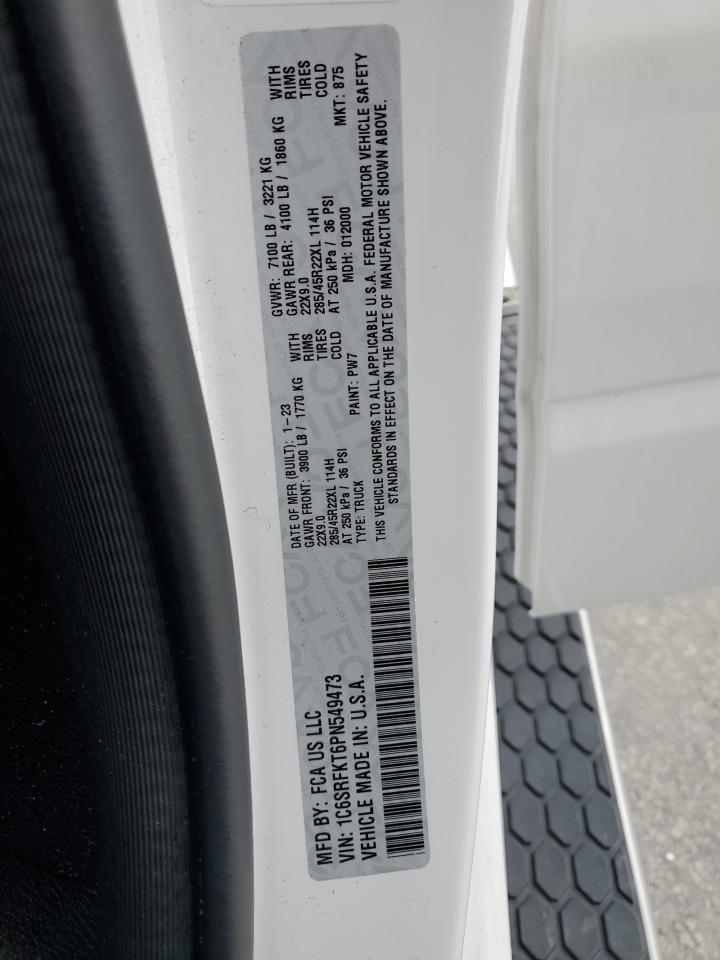 MFD BY: FCA US LLC
VIN: 1C6SRFKT6PN549473
VEHICLE MADE IN: U.S.A.
DATE OF MFR (BUILT): 1-23
GVWR: 7100 LB / 3221 KG
GAWR FRONT: 3900 LB / 1770 KG WITH
22X9.0 RIMS
285/45R22XL 114H TIRES
AT 250 kPa / 36 PSI COLD
GAWR REAR: 4100 LB / 1860 KG WITH
22X9.0 RIMS
285/45R22XL 114H TIRES
AT 250 kPa / 36 PSI COLD
TYPE: TRUCK PAINT: PW7 MDH: 012000 MKT: 875
THIS VEHICLE CONFORMS TO ALL APPLICABLE U.S.A. FEDERAL MOTOR VEHICLE SAFETY
STANDARDS IN EFFECT ON THE DATE OF MANUFACTURE SHOWN ABOVE.